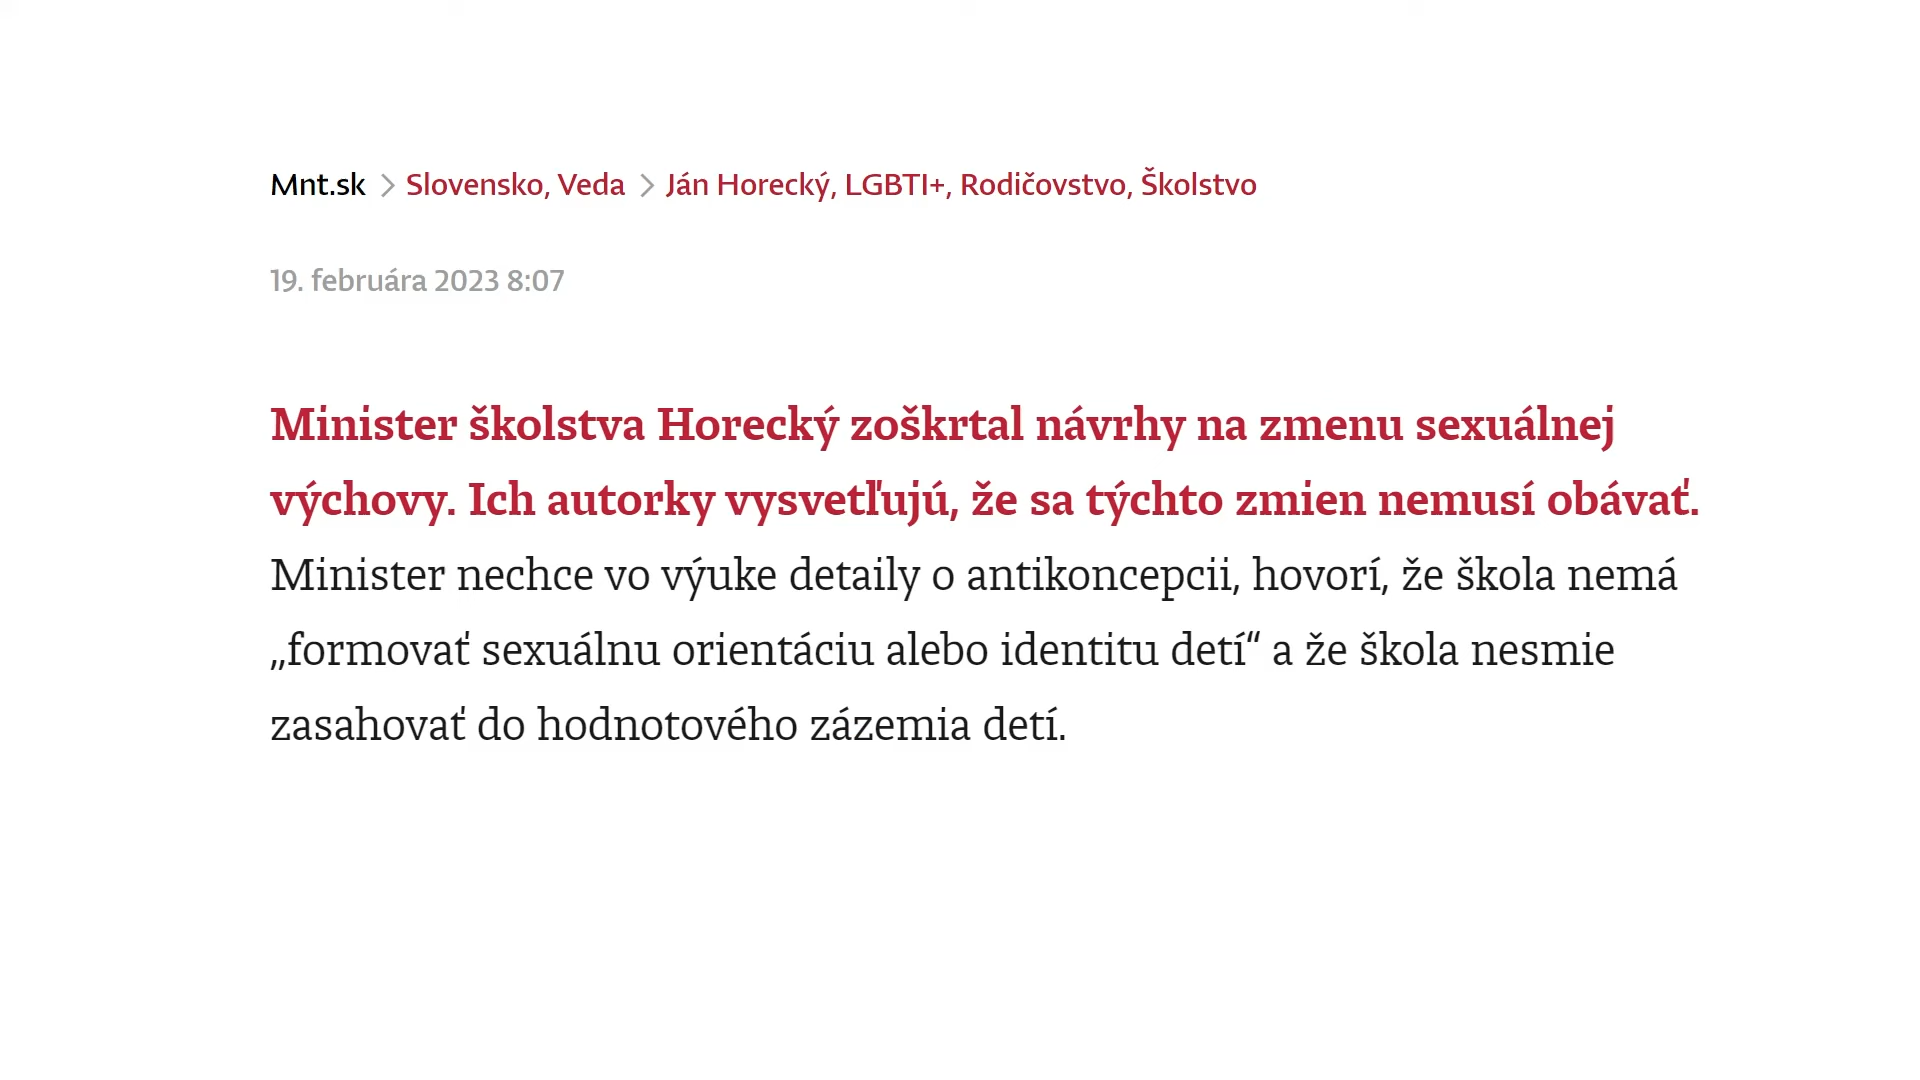 Mnt.sk > Slovensko, Veda > Ján Horecký, LGBTI+, Rodičovstvo, Školstvo
19. februára 2023 8:07
Minister školstva Horecký zoškrtal návrhy na zmenu sexuálnej
výchovy. Ich autorky vysvetľujú, že sa týchto zmien nemusí obávať.
Minister nechce vo výuke detaily o antikoncepcii, hovorí, že škola nemá
„formovať sexuálnu orientáciu alebo identitu detí“ a že škola nesmie
zasahovať do hodnotového zázemia detí.